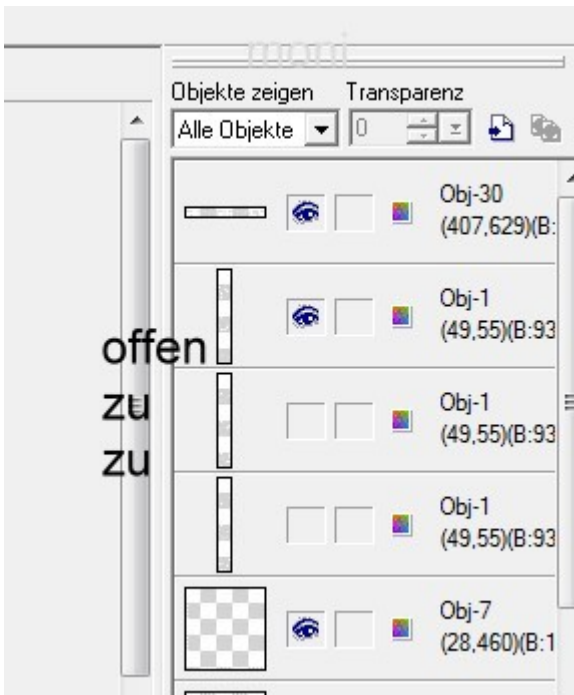 moni
Objekte zeigen Transparenz
Alle Objekte 0
Obj-30
(407,629)(B:
Obj-1
(49,55)(B:93
offen
zu
Obj-1
(49,55)(B:93
zu
Obj-1
(49,55)(B:93
Obj-7
(28,460)(B:1